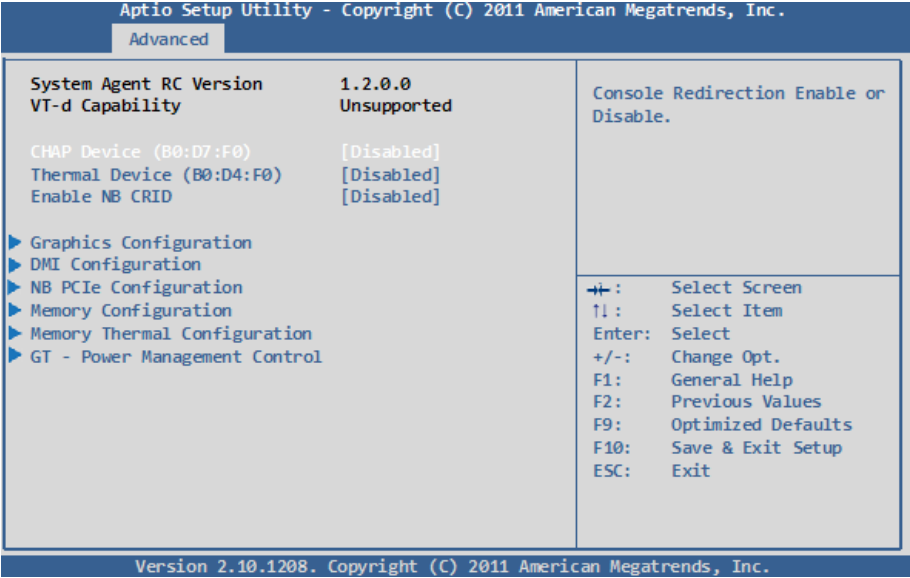 Aptio Setup Utility - Copyright (C) 2011 American Megatrends, Inc.
Advanced
System Agent RC Version 1.2.0.0
VT-d Capability Unsupported
CHAP Device (B0:D7:F0) [Disabled]
Thermal Device (B0:D4:F0) [Disabled]
Enable NB CRID [Disabled]
Graphics Configuration
DMI Configuration
NB PCIe Configuration
Memory Configuration
Memory Thermal Configuration
GT - Power Management Control
Console Redirection Enable or
Disable.
→←: Select Screen
↑↓: Select Item
Enter: Select
+/-: Change Opt.
F1: General Help
F2: Previous Values
F9: Optimized Defaults
F10: Save & Exit Setup
ESC: Exit
Version 2.10.1208. Copyright (C) 2011 American Megatrends, Inc.